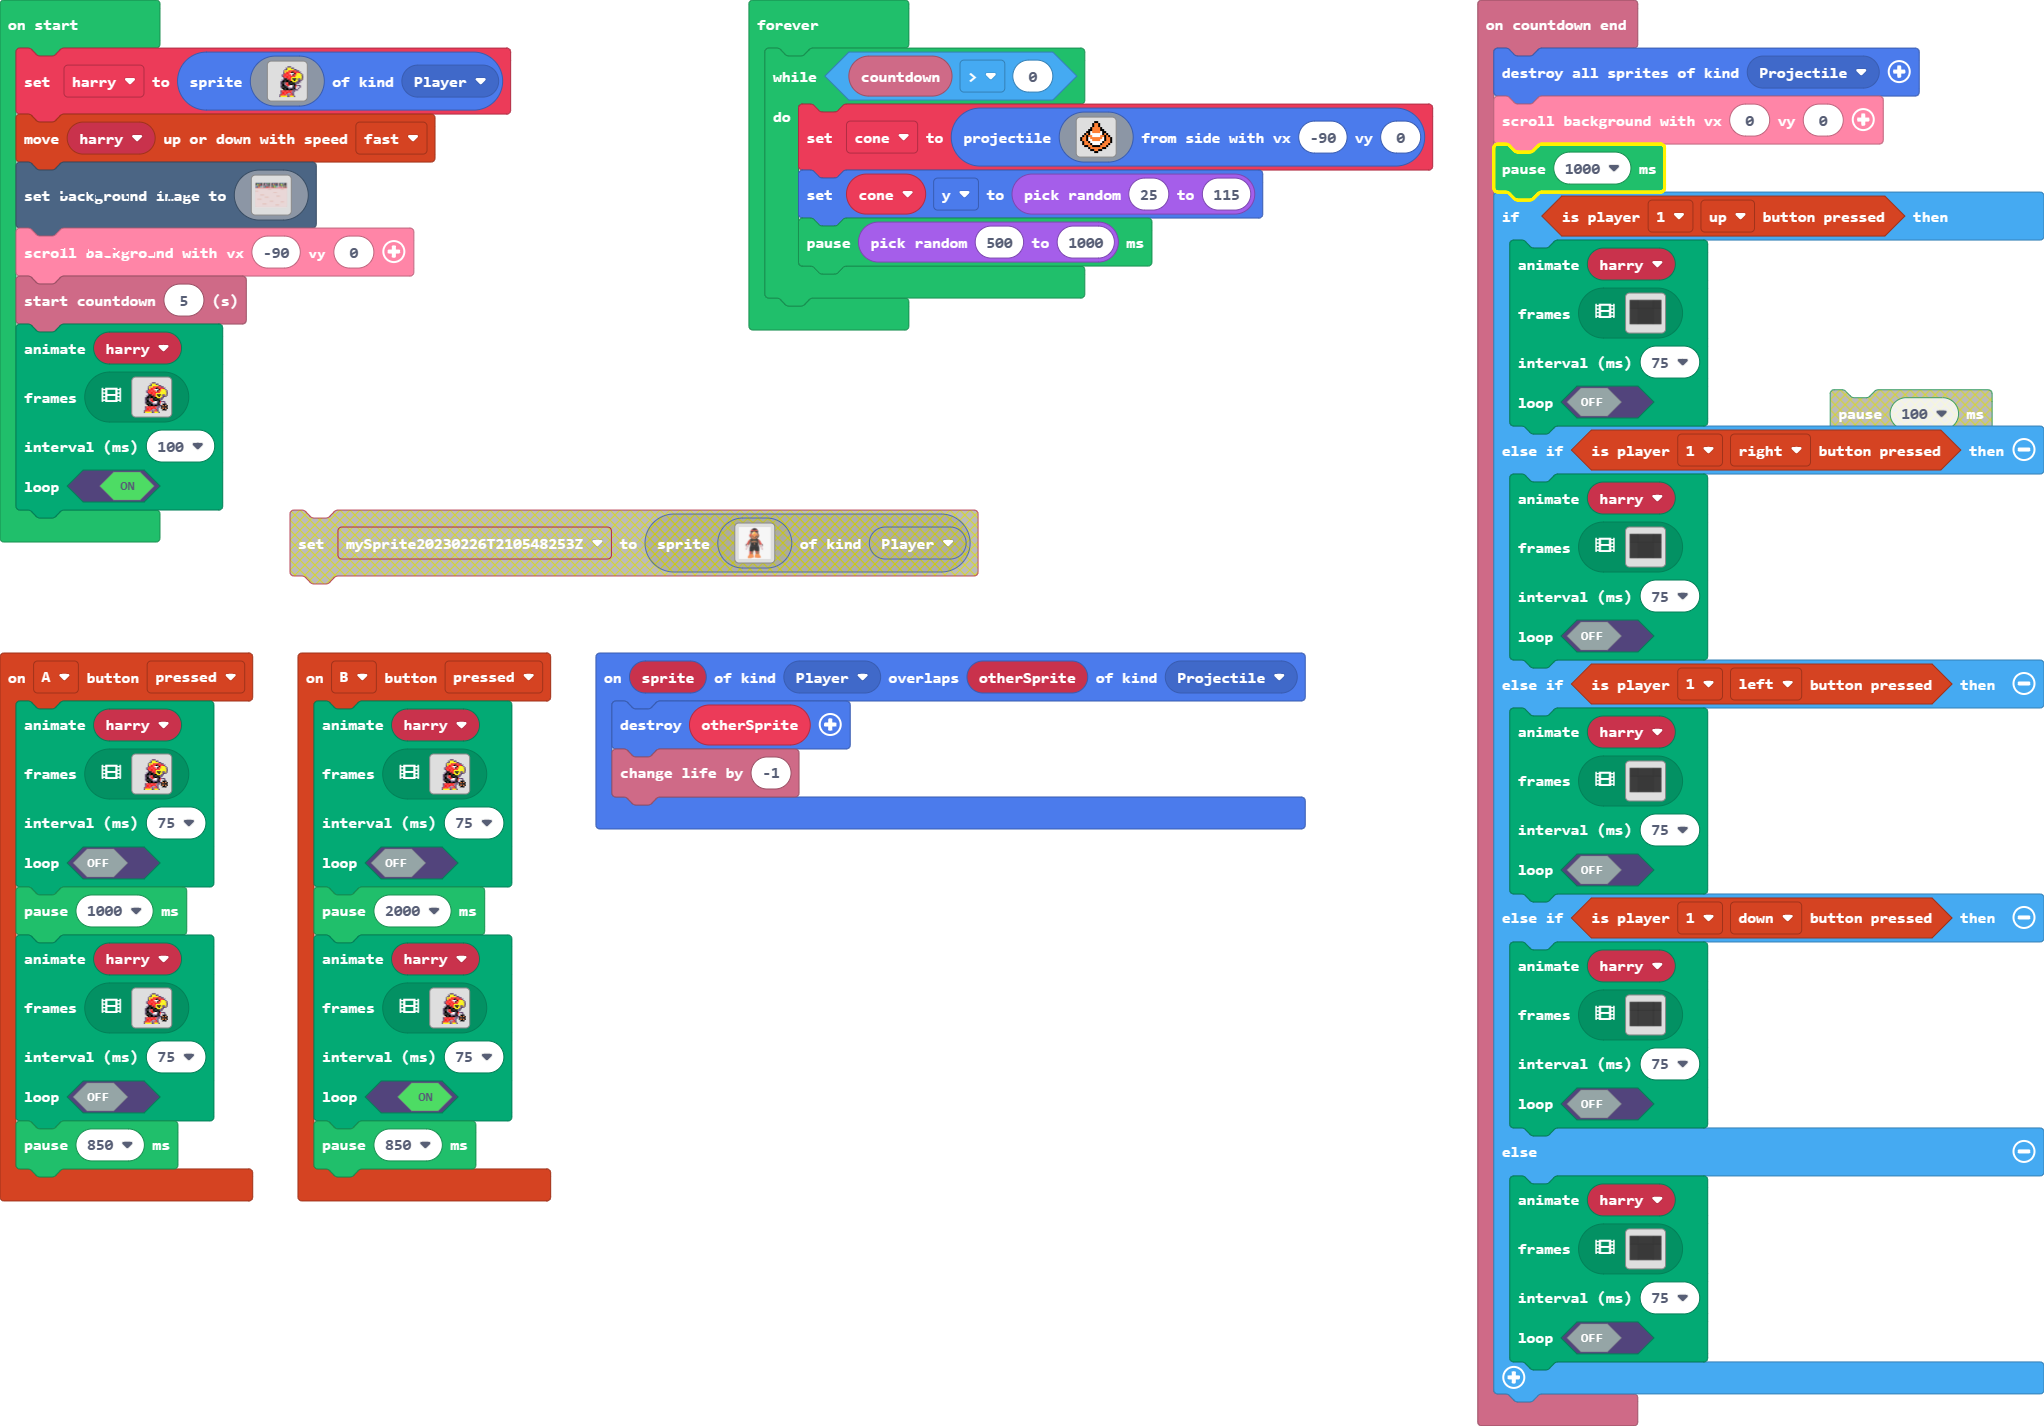 on start
set harry to sprite of kind Player
move harry up or down with speed fast
set background image to
scroll background with vx -90 vy 0
start countdown 5 (s)
animate harry
frames
interval (ms) 100
loop ON
forever
while countdown > 0
do
set cone to projectile from side with vx -90 vy 0
set cone y to pick random 25 to 115
pause pick random 500 to 1000 ms
set mySprite20230226T210548253Z to sprite of kind Player
on A button pressed
animate harry
frames
interval (ms) 75
loop OFF
pause 1000 ms
animate harry
frames
interval (ms) 75
loop OFF
pause 850 ms
on B button pressed
animate harry
frames
interval (ms) 75
loop OFF
pause 2000 ms
animate harry
frames
interval (ms) 75
loop ON
pause 850 ms
on sprite of kind Player overlaps otherSprite of kind Projectile
destroy otherSprite
change life by -1
on countdown end
destroy all sprites of kind Projectile
scroll background with vx 0 vy 0
pause 1000 ms
if is player 1 up button pressed then
animate harry
frames
interval (ms) 75
loop OFF
pause 100 ms
else if is player 1 right button pressed then
animate harry
frames
interval (ms) 75
loop OFF
else if is player 1 left button pressed then
animate harry
frames
interval (ms) 75
loop OFF
else if is player 1 down button pressed then
animate harry
frames
interval (ms) 75
loop OFF
else
animate harry
frames
interval (ms) 75
loop OFF